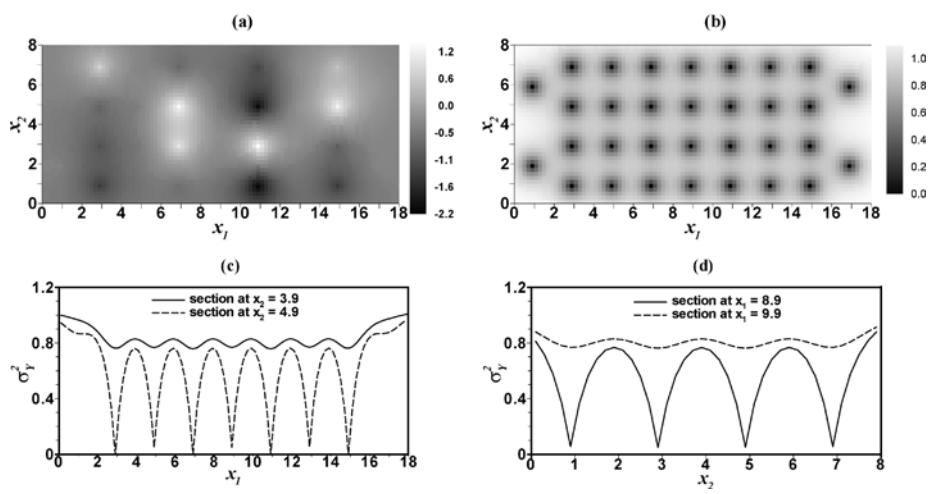 (a)
8
6
4
2
0
x₂
0 2 4 6 8 10 12 14 16 18
x₁
1.2
0.6
0.0
-0.5
-1.1
-1.6
-2.2
(b)
8
6
4
2
0
x₂
0 2 4 6 8 10 12 14 16 18
x₁
1.0
0.8
0.6
0.4
0.2
0.0
(c)
1.2
0.8
0.4
0
σ²Y
section at x₂ = 3.9
section at x₂ = 4.9
0 2 4 6 8 10 12 14 16 18
x₁
(d)
1.2
0.8
0.4
0
σ²Y
section at x₁ = 8.9
section at x₁ = 9.9
0 1 2 3 4 5 6 7 8
x₂